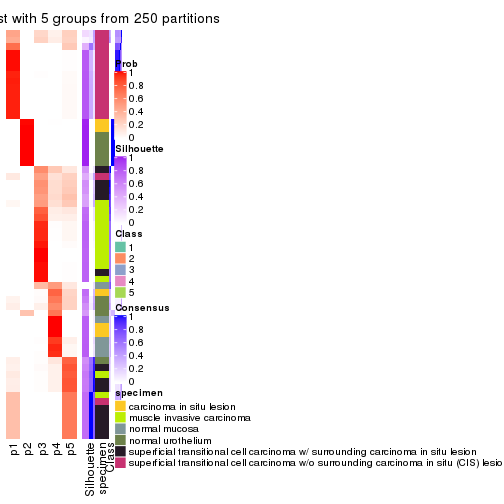 st with 5 groups from 250 partitions
Prob
1
0.8
0.6
0.4
0.2
0
Silhouette
1
0.8
0.6
0.4
0.2
0
Class
1
2
3
4
5
Consensus
1
0.8
0.6
0.4
0.2
0
specimen
carcinoma in situ lesion
muscle invasive carcinoma
normal mucosa
normal urothelium
superficial transitional cell carcinoma w/ surrounding carcinoma in situ lesion
superficial transitional cell carcinoma w/o surrounding carcinoma in situ (CIS) lesio
p1
p2
p3
p4
p5
Silhouette
specimen
Class